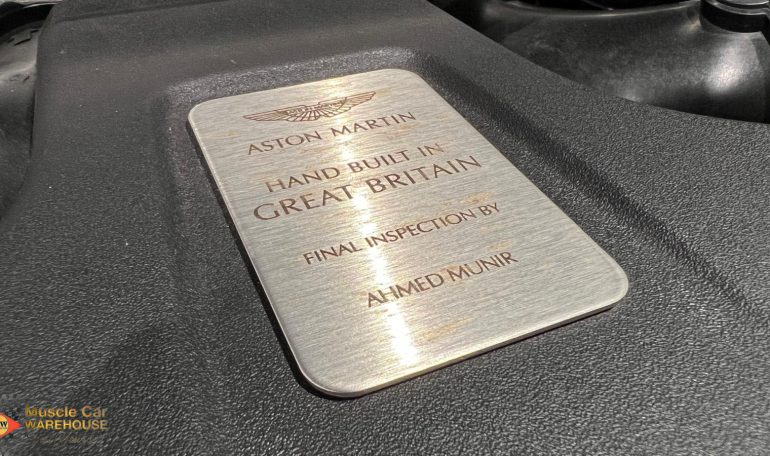 ASTON MARTIN
HAND BUILT IN
GREAT BRITAIN
FINAL INSPECTION BY
AHMED MUNIR
Muscle Car
WAREHOUSE